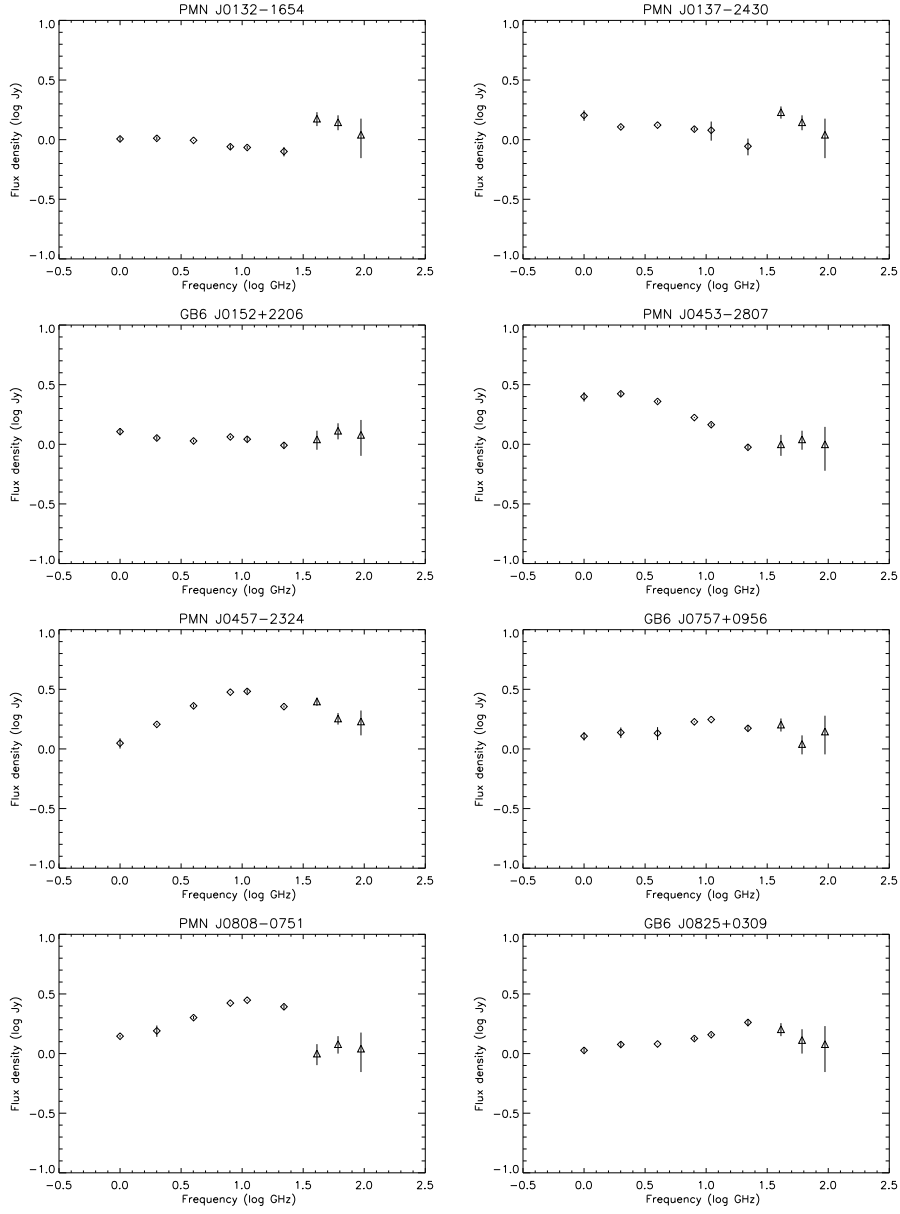 PMN J0132−1654
1.0
0.5
0.0
−0.5
−1.0
Flux density (log Jy)
−0.5 0.0 0.5 1.0 1.5 2.0 2.5
Frequency (log GHz)
PMN J0137−2430
1.0
0.5
0.0
−0.5
−1.0
Flux density (log Jy)
−0.5 0.0 0.5 1.0 1.5 2.0 2.5
Frequency (log GHz)
GB6 J0152+2206
1.0
0.5
0.0
−0.5
−1.0
Flux density (log Jy)
−0.5 0.0 0.5 1.0 1.5 2.0 2.5
Frequency (log GHz)
PMN J0453−2807
1.0
0.5
0.0
−0.5
−1.0
Flux density (log Jy)
−0.5 0.0 0.5 1.0 1.5 2.0 2.5
Frequency (log GHz)
PMN J0457−2324
1.0
0.5
0.0
−0.5
−1.0
Flux density (log Jy)
−0.5 0.0 0.5 1.0 1.5 2.0 2.5
Frequency (log GHz)
GB6 J0757+0956
1.0
0.5
0.0
−0.5
−1.0
Flux density (log Jy)
−0.5 0.0 0.5 1.0 1.5 2.0 2.5
Frequency (log GHz)
PMN J0808−0751
1.0
0.5
0.0
−0.5
−1.0
Flux density (log Jy)
−0.5 0.0 0.5 1.0 1.5 2.0 2.5
Frequency (log GHz)
GB6 J0825+0309
1.0
0.5
0.0
−0.5
−1.0
Flux density (log Jy)
−0.5 0.0 0.5 1.0 1.5 2.0 2.5
Frequency (log GHz)